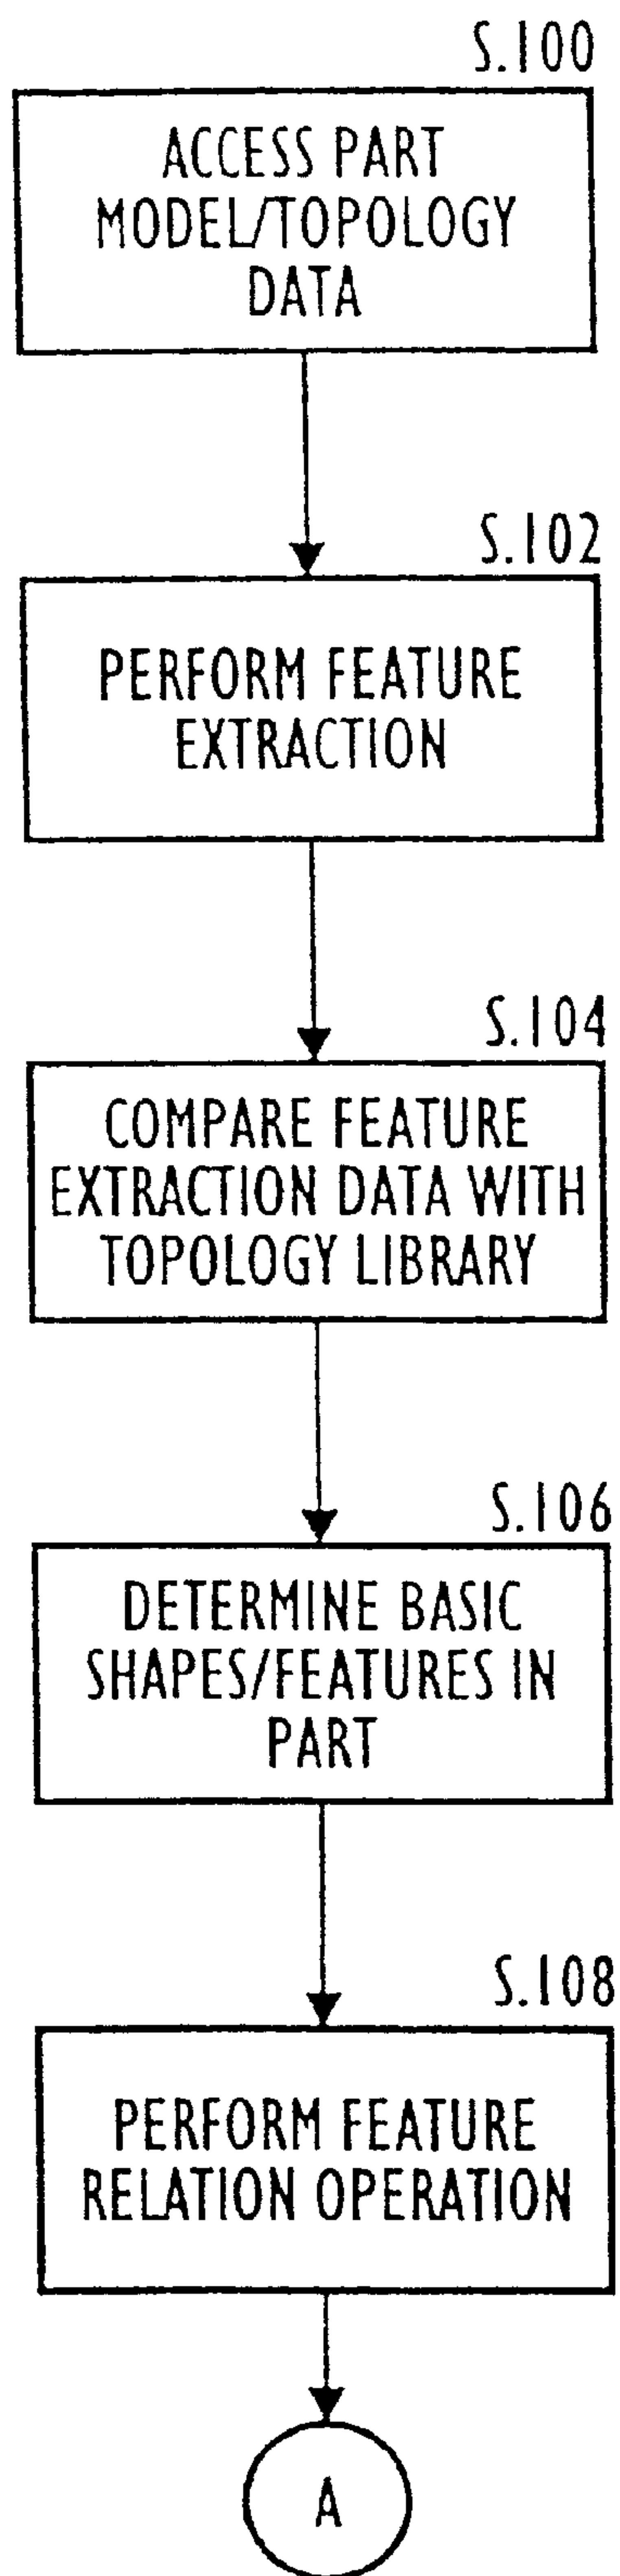 S.100
ACCESS PART
MODEL/TOPOLOGY
DATA
S.102
PERFORM FEATURE
EXTRACTION
S.104
COMPARE FEATURE
EXTRACTION DATA WITH
TOPOLOGY LIBRARY
S.106
DETERMINE BASIC
SHAPES/FEATURES IN
PART
S.108
PERFORM FEATURE
RELATION OPERATION
A